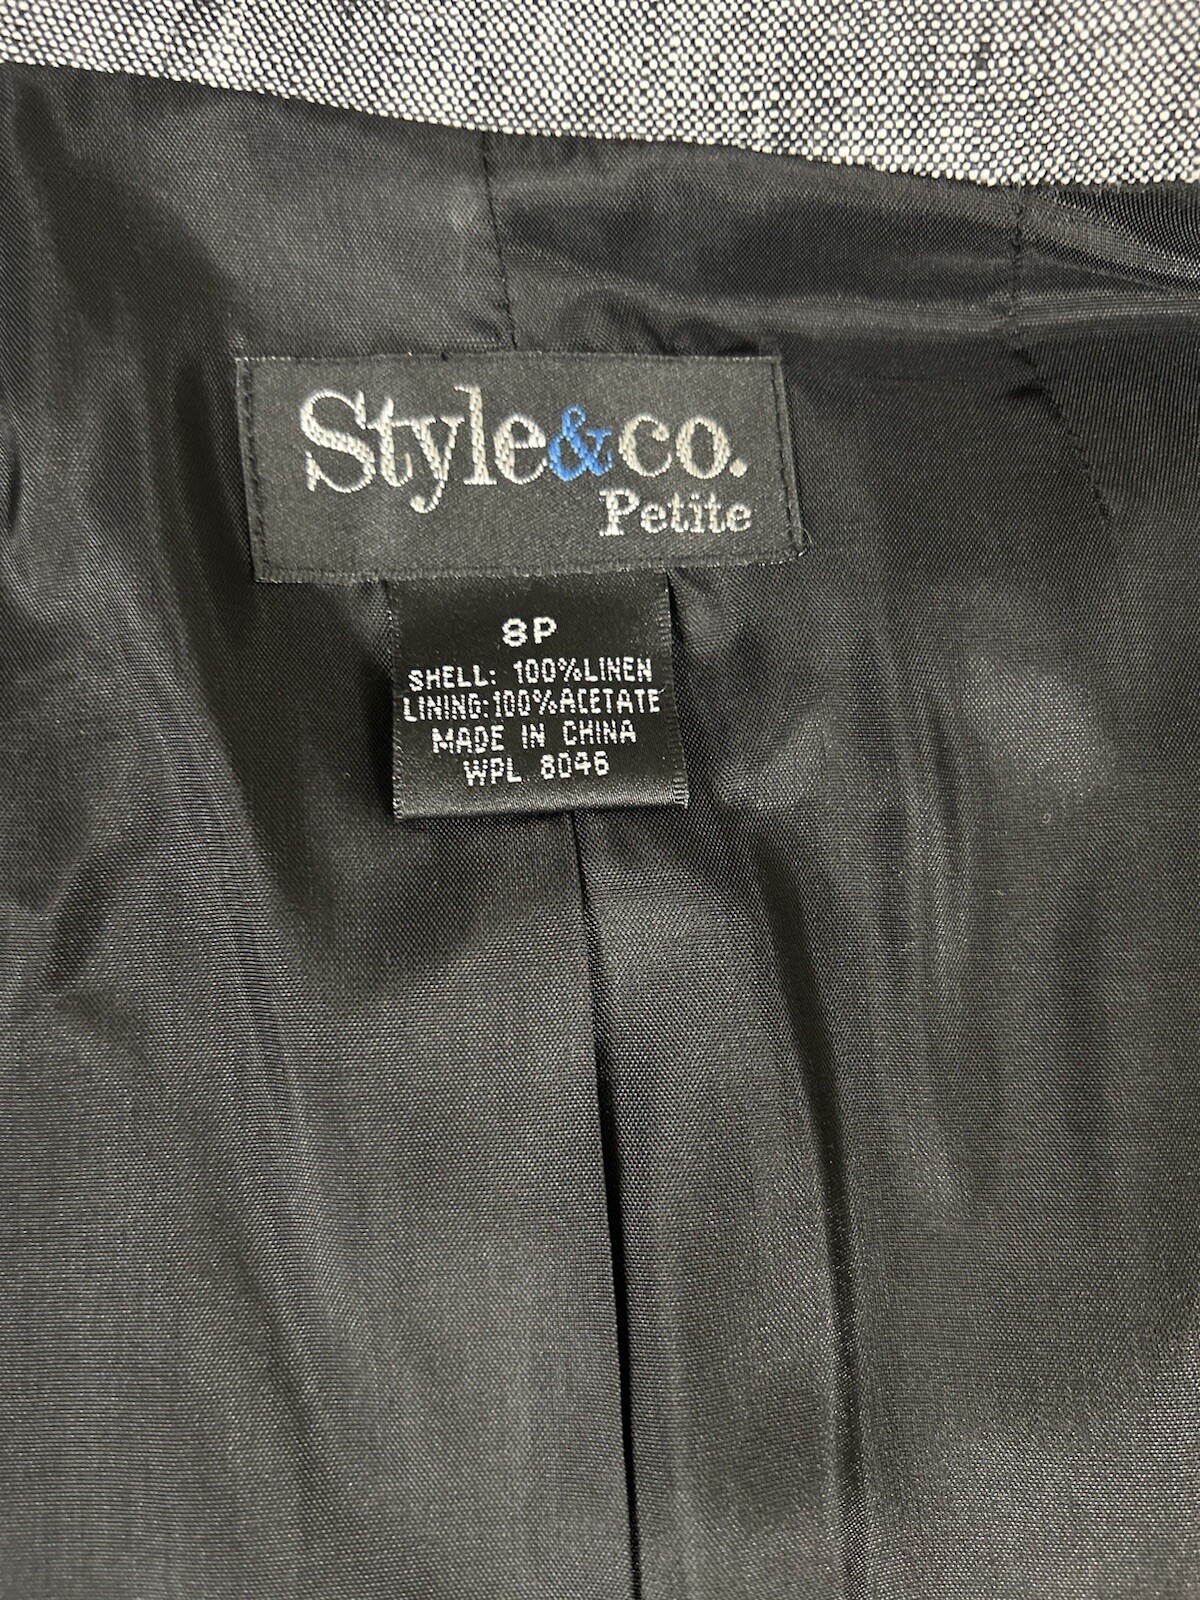 Style&co.
Petite
8P
SHELL: 100%LINEN
LINING:100%ACETATE
MADE IN CHINA
WPL 8046